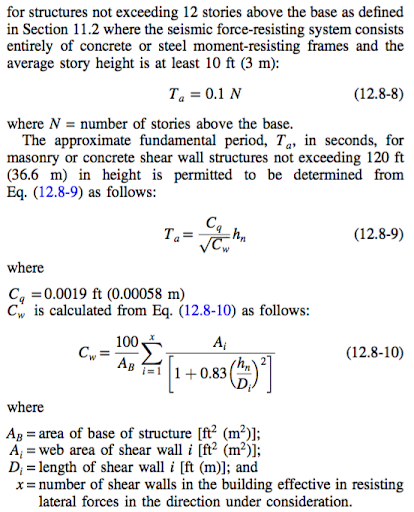 for structures not exceeding 12 stories above the base as defined
in Section 11.2 where the seismic force-resisting system consists
entirely of concrete or steel moment-resisting frames and the
average story height is at least 10 ft (3 m):
Tₐ = 0.1 N (12.8-8)
where N = number of stories above the base.
The approximate fundamental period, Tₐ, in seconds, for
masonry or concrete shear wall structures not exceeding 120 ft
(36.6 m) in height is permitted to be determined from
Eq. (12.8-9) as follows:
T_a = \frac{C_q}{\sqrt{C_w}} h_n (12.8-9)
where
C_q = 0.0019 ft (0.00058 m)
C_w is calculated from Eq. (12.8-10) as follows:
C_w = \frac{100}{A_B} \sum_{i=1}^{x} \frac{A_i}{\left[1 + 0.83 \left(\frac{h_n}{D_i}\right)^2\right]} (12.8-10)
where
A_B = area of base of structure [ft² (m²)];
A_i = web area of shear wall i [ft² (m²)];
D_i = length of shear wall i [ft (m)]; and
x = number of shear walls in the building effective in resisting
lateral forces in the direction under consideration.